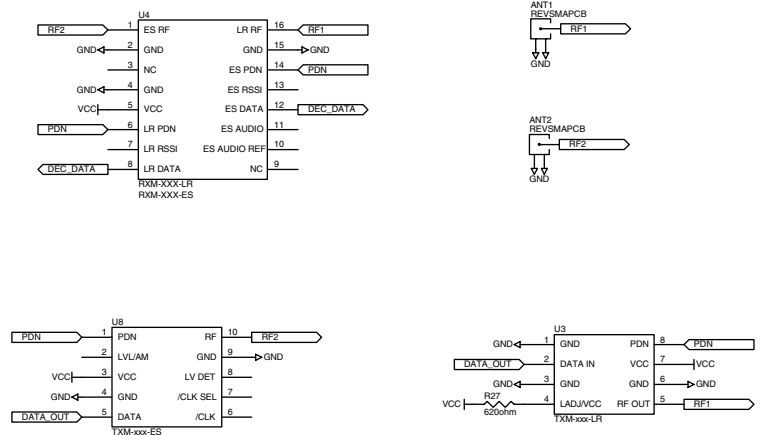 U4
RF2 1 ES RF LR RF 16 RF1
GND 2 GND GND 15 GND
3 NC ES PDN 14 PDN
GND 4 GND ES RSSI 13
VCC 5 VCC ES DATA 12 DEC_DATA
PDN 6 LR PDN ES AUDIO 11
7 LR RSSI ES AUDIO REF 10
DEC_DATA 8 LR DATA NC 9
RXM-XXX-LR
RXM-XXX-ES
ANT1
REVSMAPCB
RF1
GND
ANT2
REVSMAPCB
RF2
GND
U8
PDN 1 PDN RF 10 RF2
2 LVL/AM GND 9 GND
VCC 3 VCC LV DET 8
GND 4 GND /CLK SEL 7
DATA_OUT 5 DATA /CLK 6
TXM-xxx-ES
U3
GND 1 GND PDN 8 PDN
DATA_OUT 2 DATA IN VCC 7 VCC
GND 3 GND GND 6 GND
VCC R27 4 LADJ/VCC RF OUT 5 RF1
620ohm
TXM-xxx-LR